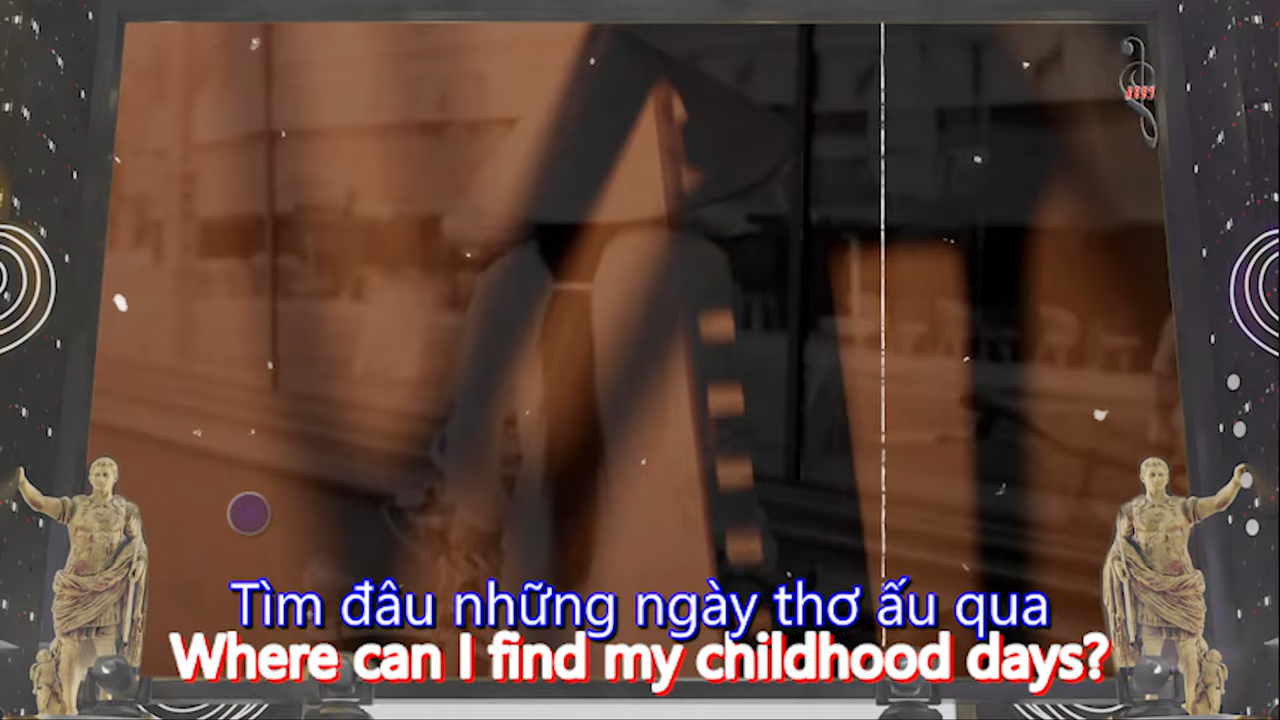 Tìm đâu những ngày thơ ấu qua
Where can I find my childhood days?